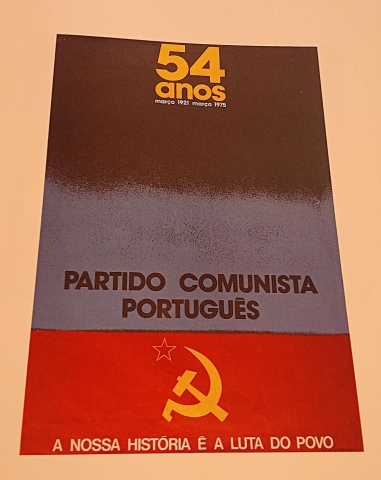 54
anos
março 1921 março 1975
PARTIDO COMUNISTA
PORTUGUÊS
A NOSSA HISTÓRIA É A LUTA DO POVO